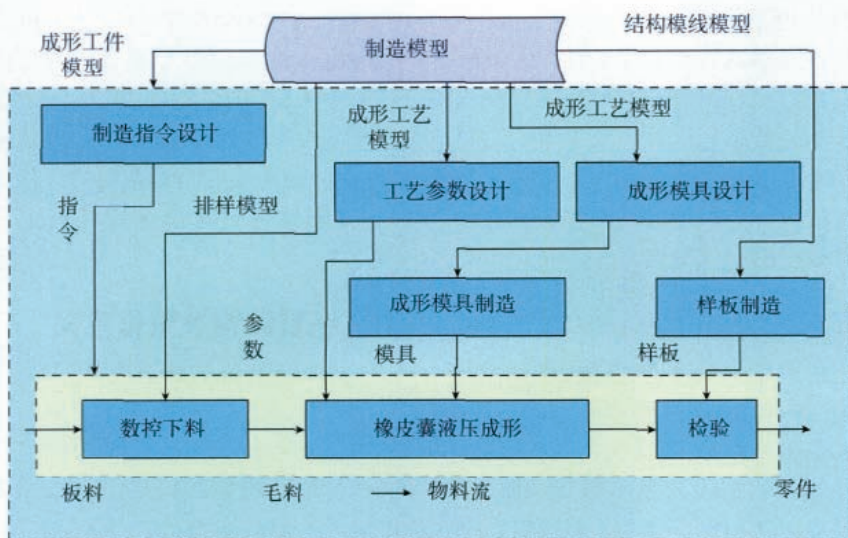 结构模线模型
制造模型
成形工件
模型
制造指令设计
成形工艺
模型
成形工艺模型
工艺参数设计
成形模具设计
指
令
排样模型
成形模具制造
样板制造
参
数
模具
样板
数控下料
橡皮囊液压成形
检验
板料
毛料
物料流
零件